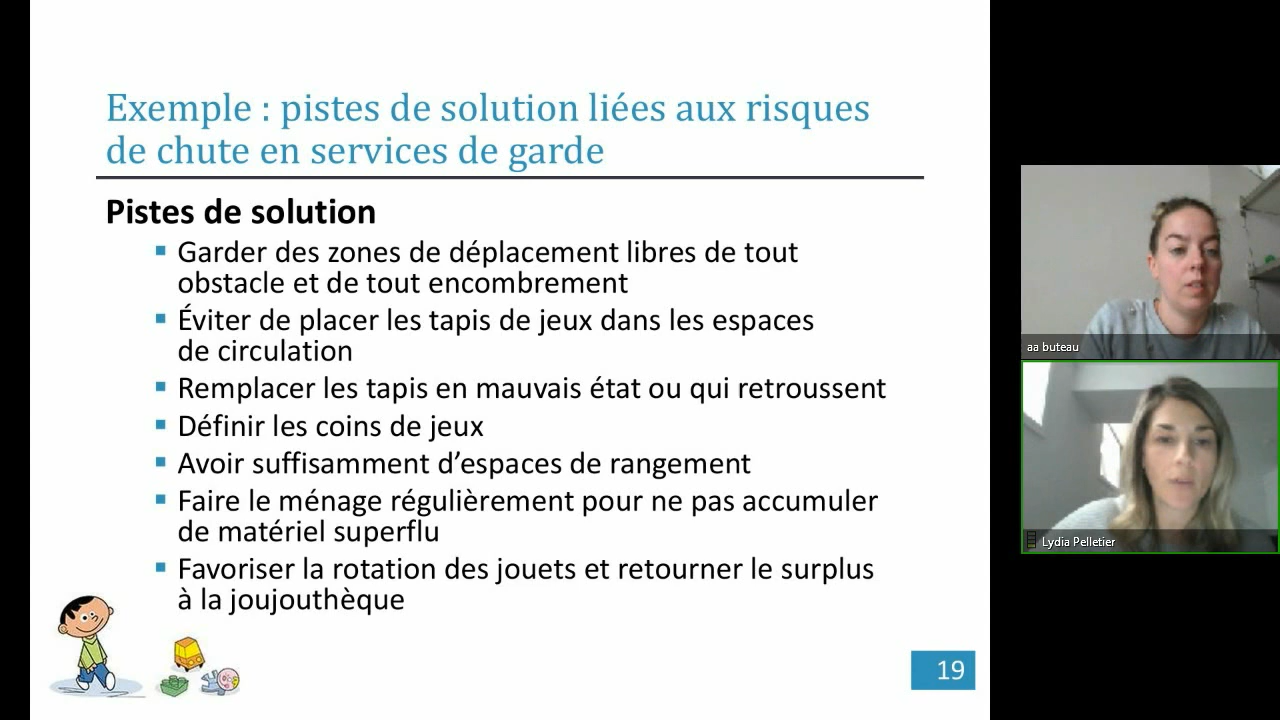 Exemple : pistes de solution liées aux risques
de chute en services de garde
Pistes de solution
Garder des zones de déplacement libres de tout
obstacle et de tout encombrement
Éviter de placer les tapis de jeux dans les espaces
de circulation
Remplacer les tapis en mauvais état ou qui retroussent
Définir les coins de jeux
Avoir suffisamment d’espaces de rangement
Faire le ménage régulièrement pour ne pas accumuler
de matériel superflu
Favoriser la rotation des jouets et retourner le surplus
à la joujouthèque
19
aa buteau
Lydia Pelletier